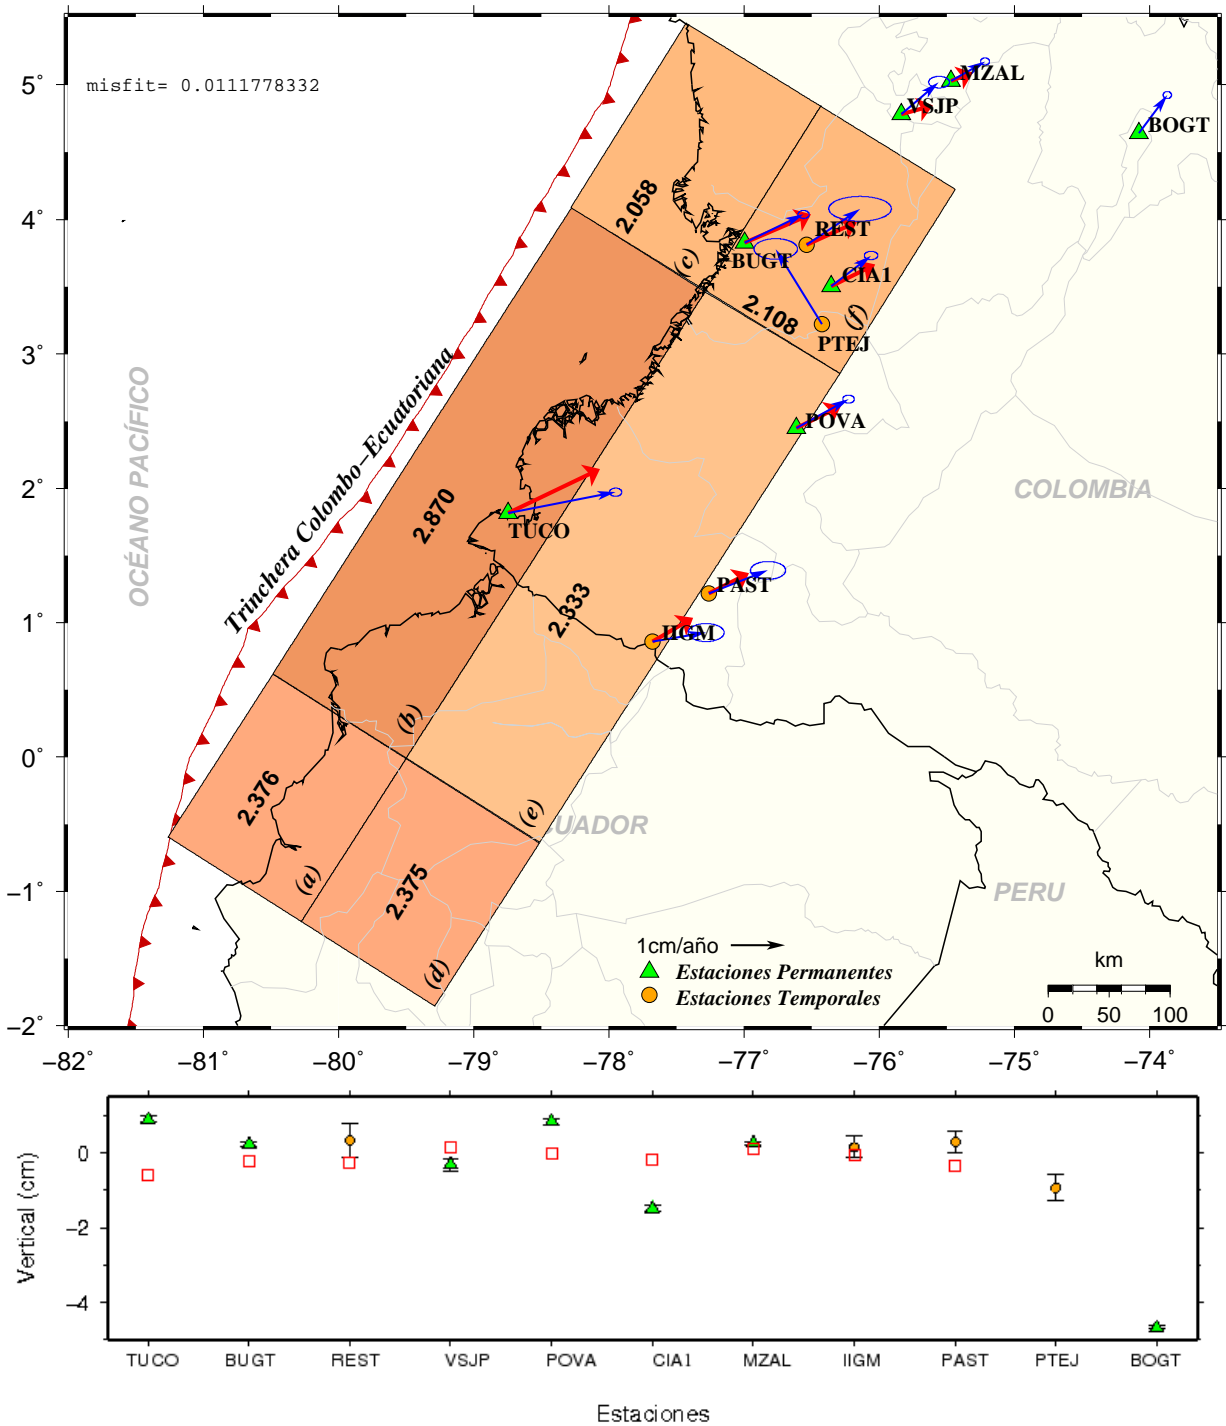 misfit= 0.0111778332
5°
4°
3°
2°
1°
0°
−1°
−2°
−82°
−81°
−80°
−79°
−78°
−77°
−76°
−75°
−74°
OCÉANO PACÍFICO
Trinchera Colombo−Ecuatoriana
MZAL
VSJP
BOGT
2.058
REST
BUGT
(c)
CIA1
2.108
(f)
PTEJ
POVA
COLOMBIA
2.870
TUCO
PAST
2.333
IIGM
(b)
2.376
(e)
CUADOR
(a)
2.375
PERU
(d)
1cm/año
Estaciones Permanentes
Estaciones Temporales
km
0 50 100
Vertical (cm)
0
−2
−4
TUCO BUGT REST VSJP POVA CIA1 MZAL IIGM PAST PTEJ BOGT
Estaciones